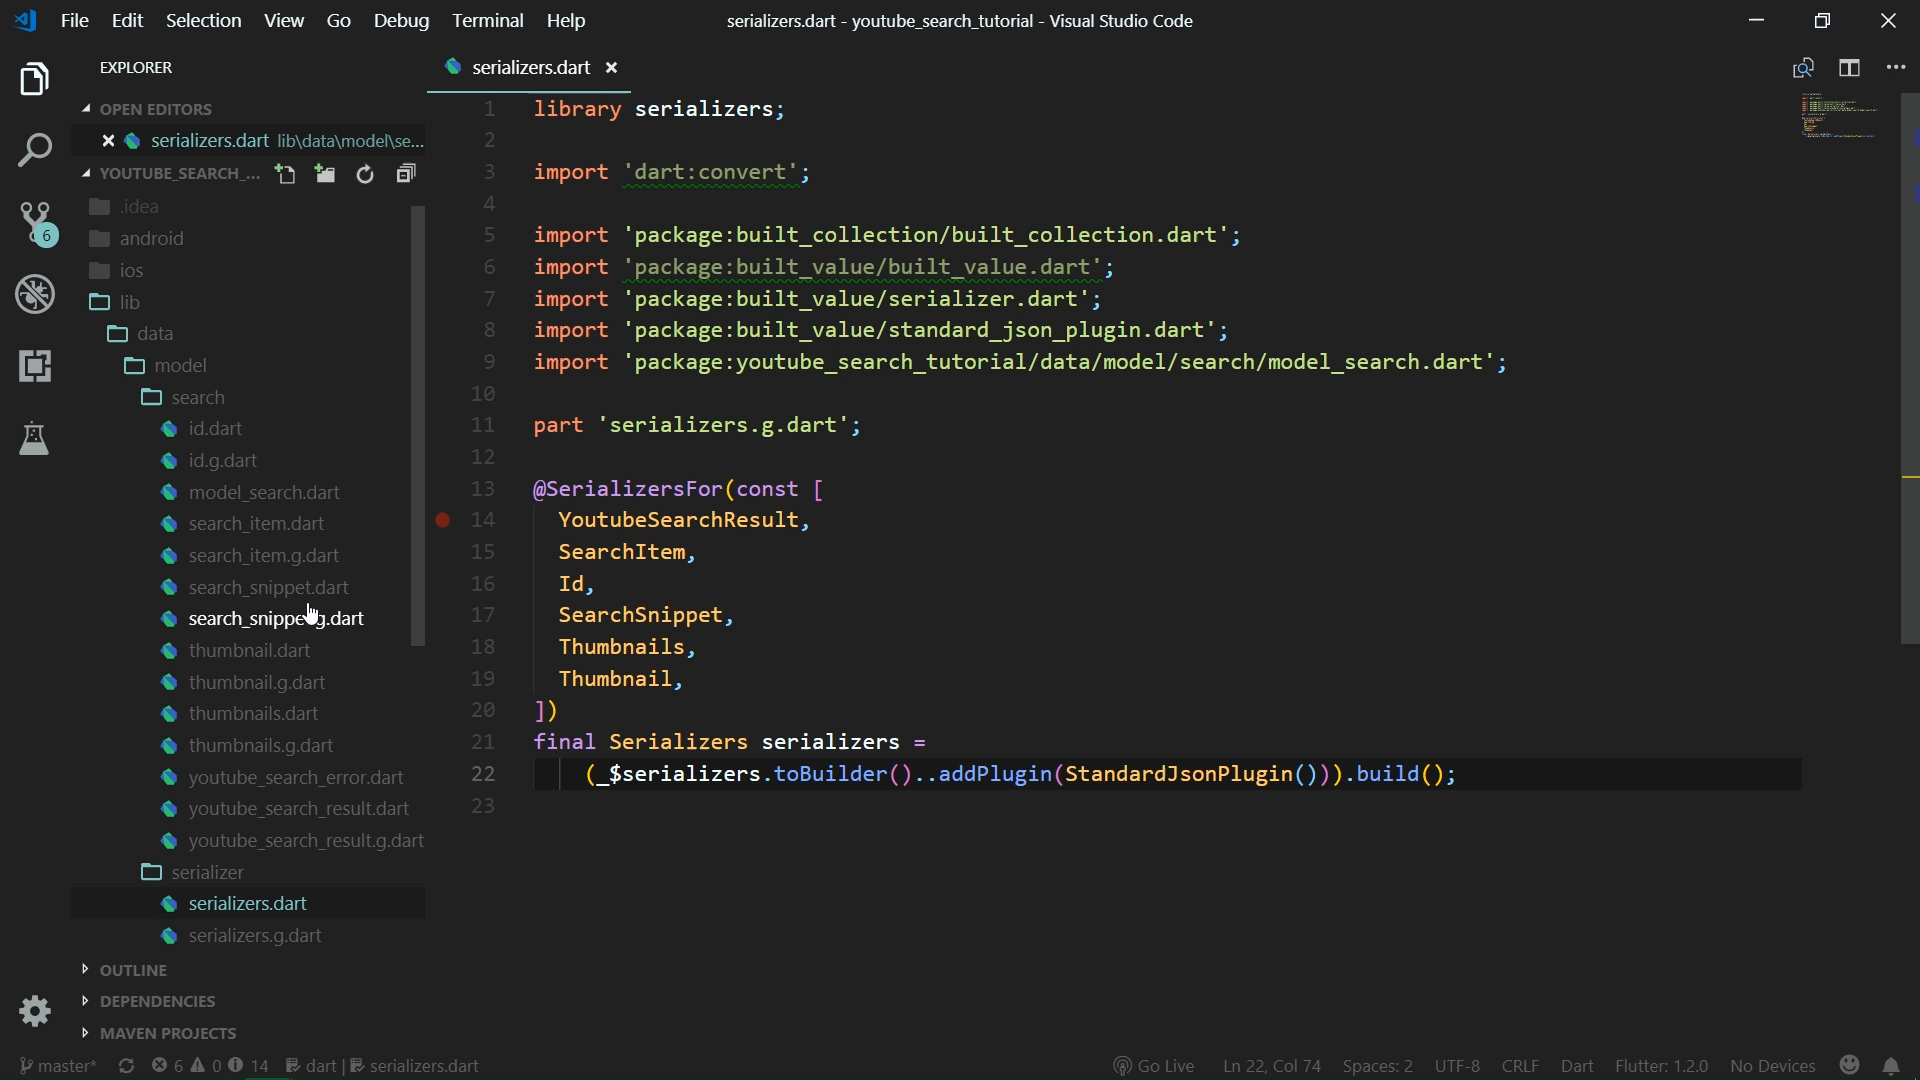 File Edit Selection View Go Debug Terminal Help
serializers.dart - youtube_search_tutorial - Visual Studio Code
EXPLORER
OPEN EDITORS
serializers.dart lib\data\model\se...
YOUTUBE_SEARCH_...
.idea
android
ios
lib
data
model
search
id.dart
id.g.dart
model_search.dart
search_item.dart
search_item.g.dart
search_snippet.dart
search_snippet.g.dart
thumbnail.dart
thumbnail.g.dart
thumbnails.dart
thumbnails.g.dart
youtube_search_error.dart
youtube_search_result.dart
youtube_search_result.g.dart
serializer
serializers.dart
serializers.g.dart
OUTLINE
DEPENDENCIES
MAVEN PROJECTS
6
serializers.dart
1 library serializers;
2
3 import 'dart:convert';
4
5 import 'package:built_collection/built_collection.dart';
6 import 'package:built_value/built_value.dart';
7 import 'package:built_value/serializer.dart';
8 import 'package:built_value/standard_json_plugin.dart';
9 import 'package:youtube_search_tutorial/data/model/search/model_search.dart';
10
11 part 'serializers.g.dart';
12
13 @SerializersFor(const [
14 YoutubeSearchResult,
15 SearchItem,
16 Id,
17 SearchSnippet,
18 Thumbnails,
19 Thumbnail,
20 ])
21 final Serializers serializers =
22 (_$serializers.toBuilder()..addPlugin(StandardJsonPlugin())).build();
23
master* 6 0 14 dart | serializers.dart Go Live Ln 22, Col 74 Spaces: 2 UTF-8 CRLF Dart Flutter: 1.2.0 No Devices